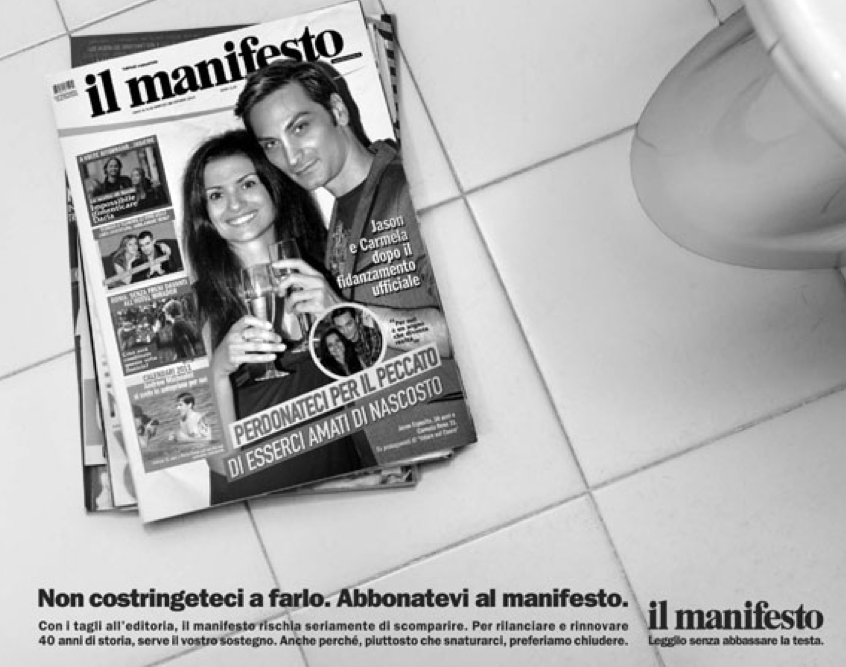 il manifesto
Impossibile
dimenticare
Daria
Jason
e Carmela
dopo il
fidanzamento
ufficiale
CALENDARI 2011
PERDONATECI PER IL PECCATO
DI ESSERCI AMATI DI NASCOSTO
Non costringeteci a farlo. Abbonatevi al manifesto.
Con i tagli all'editoria, il manifesto rischia seriamente di scomparire. Per rilanciare e rinnovare
40 anni di storia, serve il vostro sostegno. Anche perché, piuttosto che snaturarci, preferiamo chiudere.
il manifesto
Leggilo senza abbassare la testa.